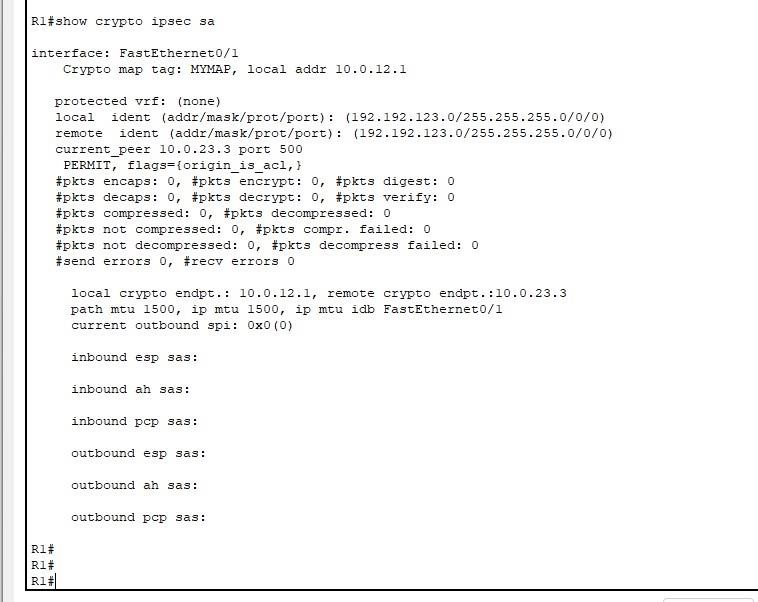 R1#show crypto ipsec sa
interface: FastEthernet0/1
Crypto map tag: MYMAP, local addr 10.0.12.1
protected vrf: (none)
local  ident (addr/mask/prot/port): (192.192.123.0/255.255.255.0/0/0)
remote  ident (addr/mask/prot/port): (192.192.123.0/255.255.255.0/0/0)
current_peer 10.0.23.3 port 500
PERMIT, flags={origin_is_acl,}
#pkts encaps: 0, #pkts encrypt: 0, #pkts digest: 0
#pkts decaps: 0, #pkts decrypt: 0, #pkts verify: 0
#pkts compressed: 0, #pkts decompressed: 0
#pkts not compressed: 0, #pkts compr. failed: 0
#pkts not decompressed: 0, #pkts decompress failed: 0
#send errors 0, #recv errors 0
local crypto endpt.: 10.0.12.1, remote crypto endpt.:10.0.23.3
path mtu 1500, ip mtu 1500, ip mtu idb FastEthernet0/1
current outbound spi: 0x0(0)
inbound esp sas:
inbound ah sas:
inbound pcp sas:
outbound esp sas:
outbound ah sas:
outbound pcp sas:
R1#
R1#
R1#